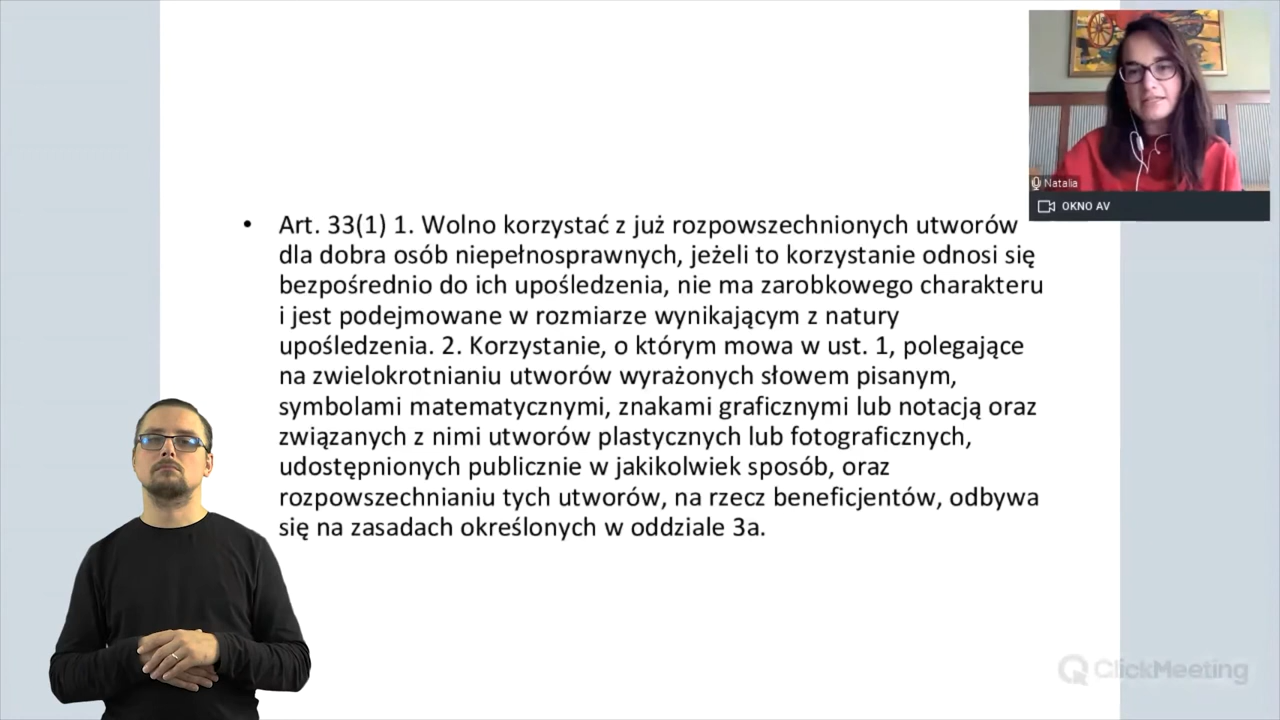 Natalia
OKNO AV
• Art. 33(1) 1. Wolno korzystać z już rozpowszechnionych utworów
dla dobra osób niepełnosprawnych, jeżeli to korzystanie odnosi się
bezpośrednio do ich upośledzenia, nie ma zarobkowego charakteru
i jest podejmowane w rozmiarze wynikającym z natury
upośledzenia. 2. Korzystanie, o którym mowa w ust. 1, polegające
na zwielokrotnianiu utworów wyrażonych słowem pisanym,
symbolami matematycznymi, znakami graficznymi lub notacją oraz
związanych z nimi utworów plastycznych lub fotograficznych,
udostępnionych publicznie w jakikolwiek sposób, oraz
rozpowszechnianiu tych utworów, na rzecz beneficjentów, odbywa
się na zasadach określonych w oddziale 3a.
ClickMeeting